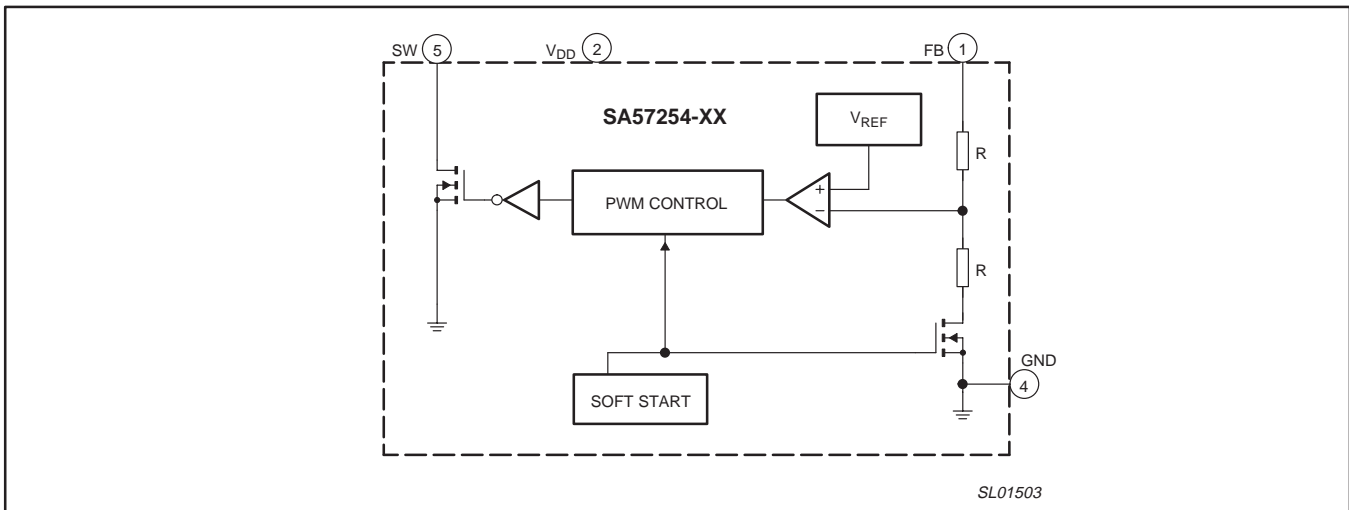 SW 5
VDD 2
FB 1
SA57254-XX
VREF
R
PWM CONTROL
+
−
R
GND
4
SOFT START
SL01503